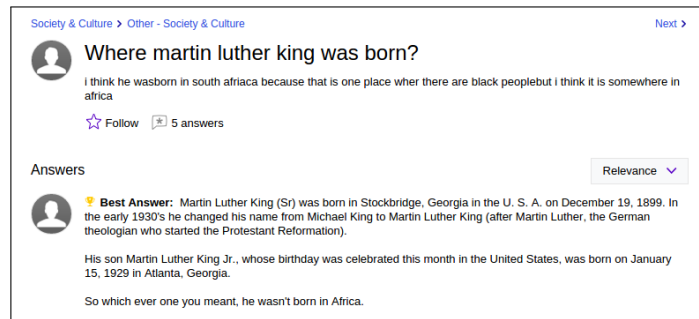 Society & Culture > Other - Society & Culture
Next >
Where martin luther king was born?
i think he wasborn in south afriaca because that is one place wher there are black peoplebut i think it is somewhere in
africa
Follow 5 answers
Answers
Relevance
Best Answer: Martin Luther King (Sr) was born in Stockbridge, Georgia in the U. S. A. on December 19, 1899. In
the early 1930's he changed his name from Michael King to Martin Luther King (after Martin Luther, the German
theologian who started the Protestant Reformation).
His son Martin Luther King Jr., whose birthday was celebrated this month in the United States, was born on January
15, 1929 in Atlanta, Georgia.
So which ever one you meant, he wasn't born in Africa.